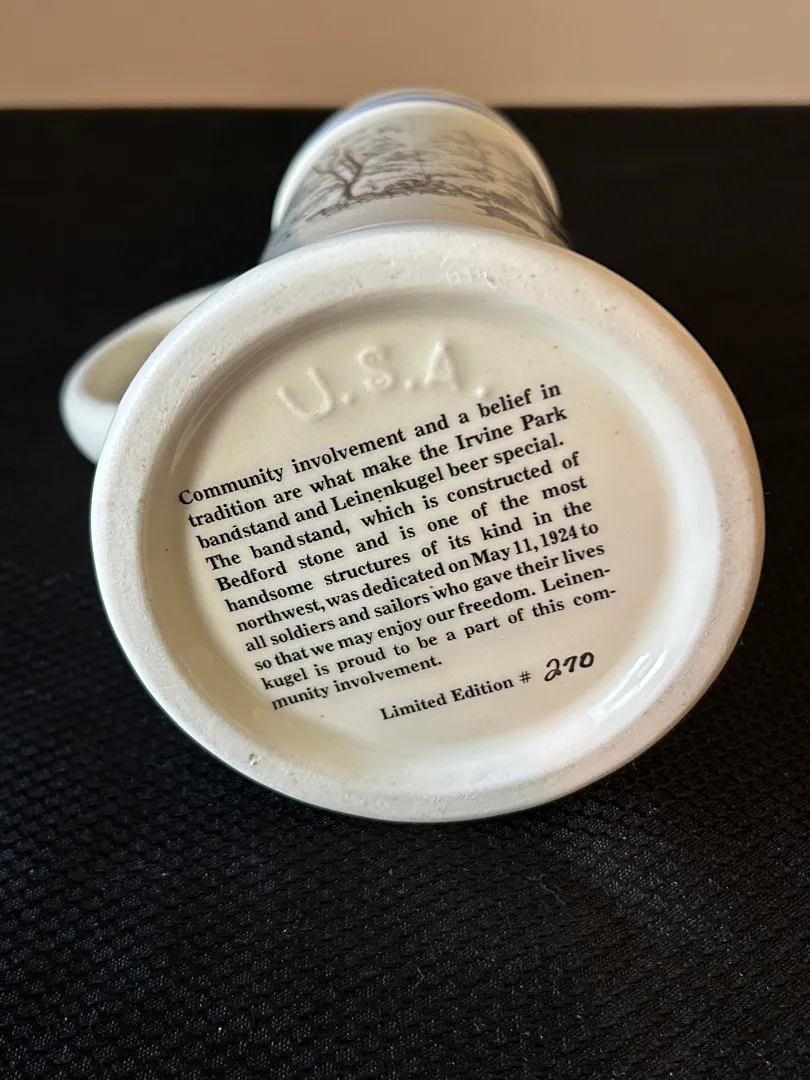 U.S.A.
Community involvement and a belief in
tradition are what make the Irvine Park
bandstand and Leinenkugel beer special.
The bandstand, which is constructed of
Bedford stone and is one of the most
handsome structures of its kind in the
northwest, was dedicated on May 11, 1924 to
all soldiers and sailors who gave their lives
so that we may enjoy our freedom. Leinen-
kugel is proud to be a part of this com-
munity involvement.
Limited Edition # 270